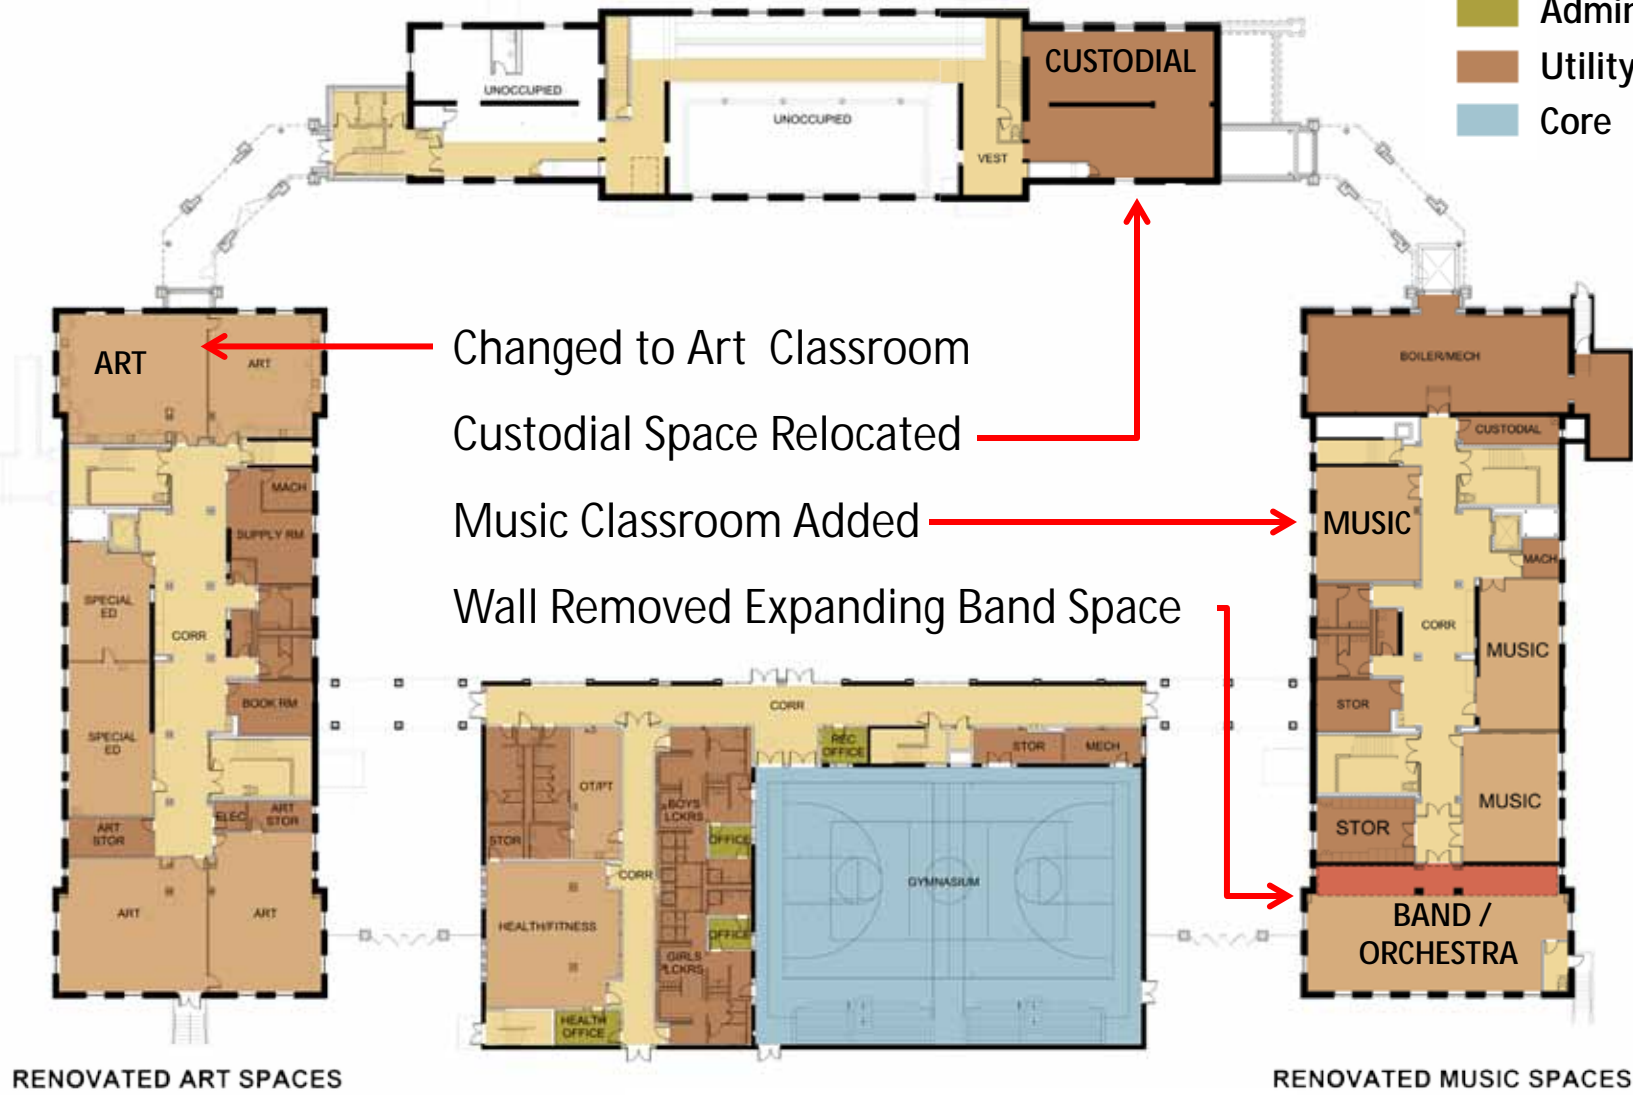 Admin
Utility
Core
UNOCCUPIED
UNOCCUPIED
VEST
CUSTODIAL
Changed to Art Classroom
Custodial Space Relocated
Music Classroom Added
Wall Removed Expanding Band Space
ART
ART
MACH
SUPPLY RM
SPECIAL
ED
CORR
BOOK RM
SPECIAL
ED
ELEC
ART
STOR
ART
STOR
ART
ART
RENOVATED ART SPACES
CORR
REC
OFFICE
STOR
MECH
OT/PT
BOYS
LCKRS
OFFICE
STOR
CORR
GYMNASIUM
HEALTH/FITNESS
OFFICE
GIRLS
LCKRS
HEALTH
OFFICE
BOILER/MECH
CUSTODIAL
MUSIC
MACH
CORR
MUSIC
STOR
MUSIC
STOR
BAND /
ORCHESTRA
RENOVATED MUSIC SPACES